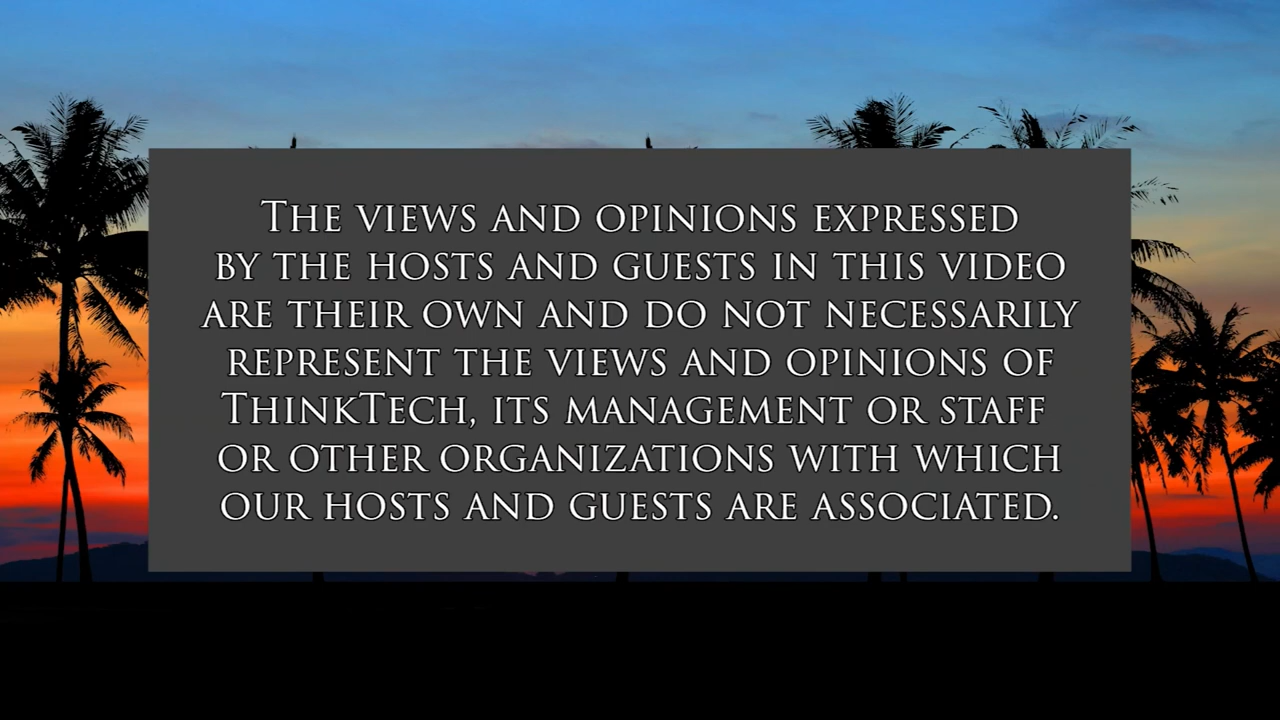 The views and opinions expressed
by the hosts and guests in this video
are their own and do not necessarily
represent the views and opinions of
ThinkTech, its management or staff
or other organizations with which
our hosts and guests are associated.